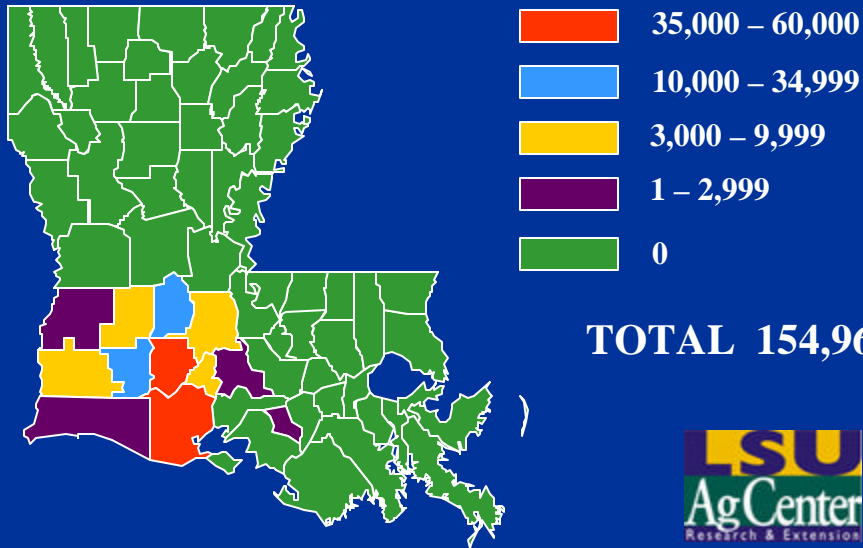 35,000 – 60,000
10,000 – 34,999
3,000 – 9,999
1 – 2,999
0
TOTAL 154,96
LSU
AgCenter
Research & Extension